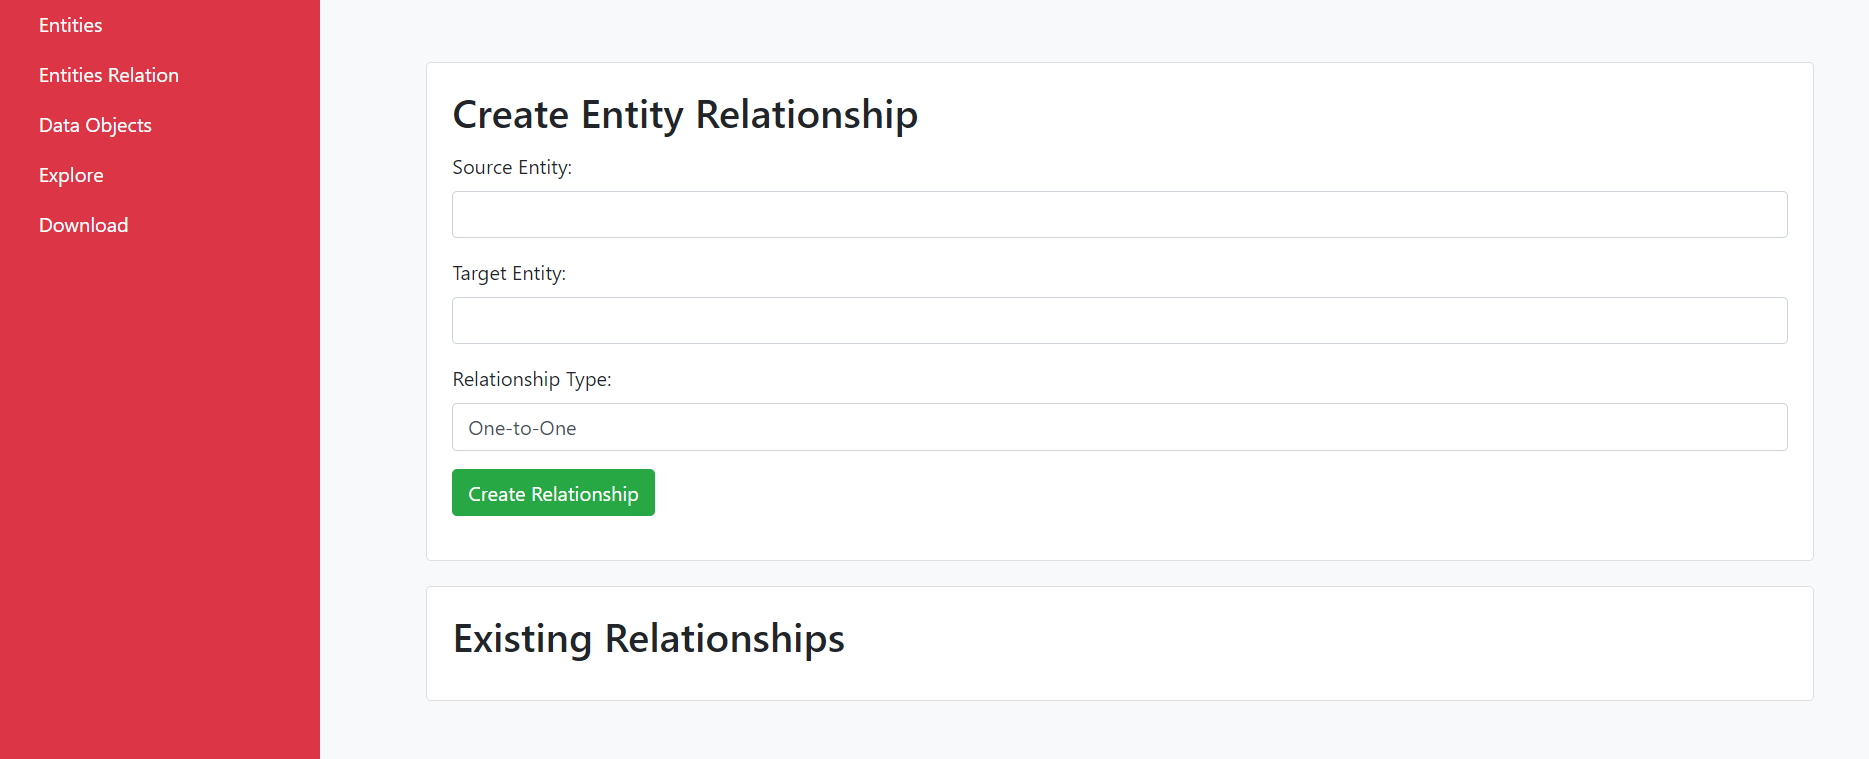 Entities
Entities Relation
Data Objects
Explore
Download
Create Entity Relationship
Source Entity:
Target Entity:
Relationship Type:
One-to-One
Create Relationship
Existing Relationships